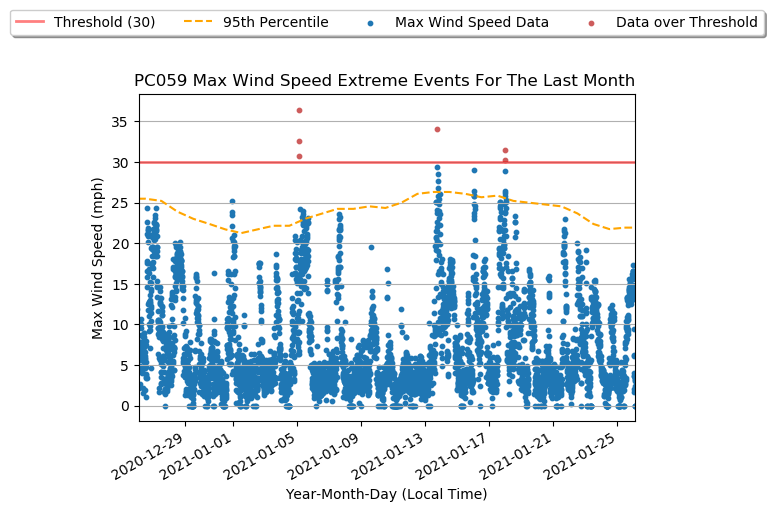 Threshold (30) 95th Percentile Max Wind Speed Data Data over Threshold
PC059 Max Wind Speed Extreme Events For The Last Month
35
30
25
20
15
10
5
0
Max Wind Speed (mph)
2020-12-29 2021-01-01 2021-01-05 2021-01-09 2021-01-13 2021-01-17 2021-01-21 2021-01-25
Year-Month-Day (Local Time)